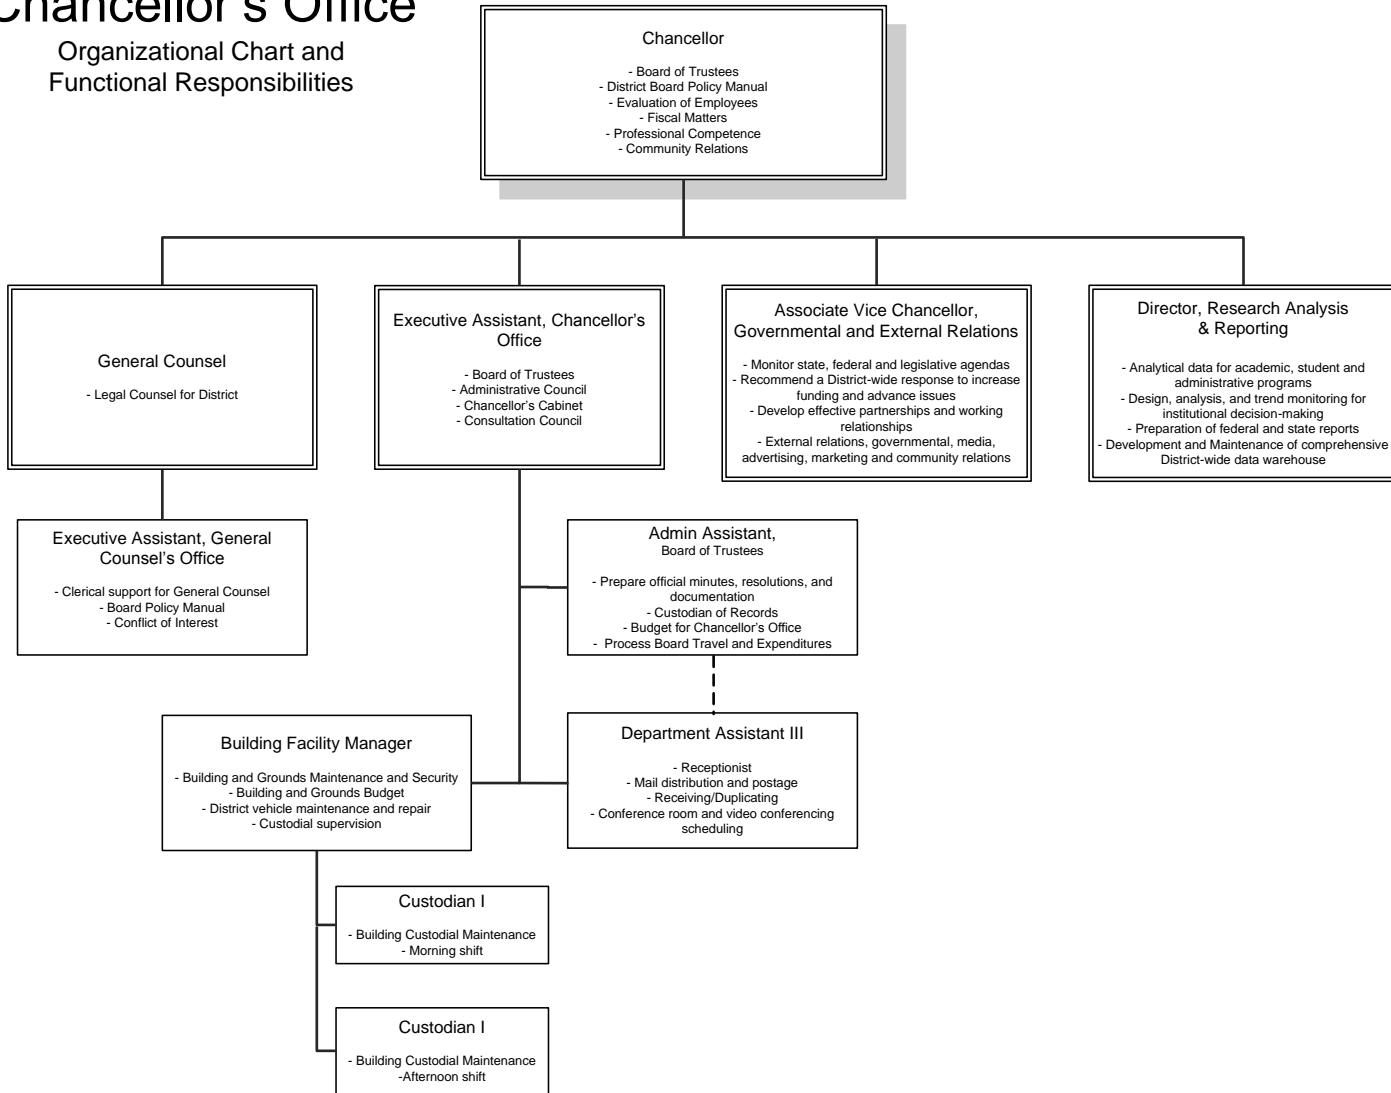 Chancellor's Office
Organizational Chart and
Functional Responsibilities
Chancellor
- Board of Trustees
- District Board Policy Manual
- Evaluation of Employees
- Fiscal Matters
- Professional Competence
- Community Relations
General Counsel
- Legal Counsel for District
Executive Assistant, Chancellor's
Office
- Board of Trustees
- Administrative Council
- Chancellor's Cabinet
- Consultation Council
Associate Vice Chancellor,
Governmental and External Relations
- Monitor state, federal and legislative agendas
- Recommend a District-wide response to increase
funding and advance issues
- Develop effective partnerships and working
relationships
- External relations, governmental, media,
advertising, marketing and community relations
Director, Research Analysis
& Reporting
- Analytical data for academic, student and
administrative programs
- Design, analysis, and trend monitoring for
institutional decision-making
- Preparation of federal and state reports
- Development and Maintenance of comprehensive
District-wide data warehouse
Executive Assistant, General
Counsel's Office
- Clerical support for General Counsel
- Board Policy Manual
- Conflict of Interest
Admin Assistant,
Board of Trustees
- Prepare official minutes, resolutions, and
documentation
- Custodian of Records
- Budget for Chancellor's Office
- Process Board Travel and Expenditures
Building Facility Manager
- Building and Grounds Maintenance and Security
- Building and Grounds Budget
- District vehicle maintenance and repair
- Custodial supervision
Department Assistant III
- Receptionist
- Mail distribution and postage
- Receiving/Duplicating
- Conference room and video conferencing
scheduling
Custodian I
- Building Custodial Maintenance
- Morning shift
Custodian I
- Building Custodial Maintenance
-Afternoon shift